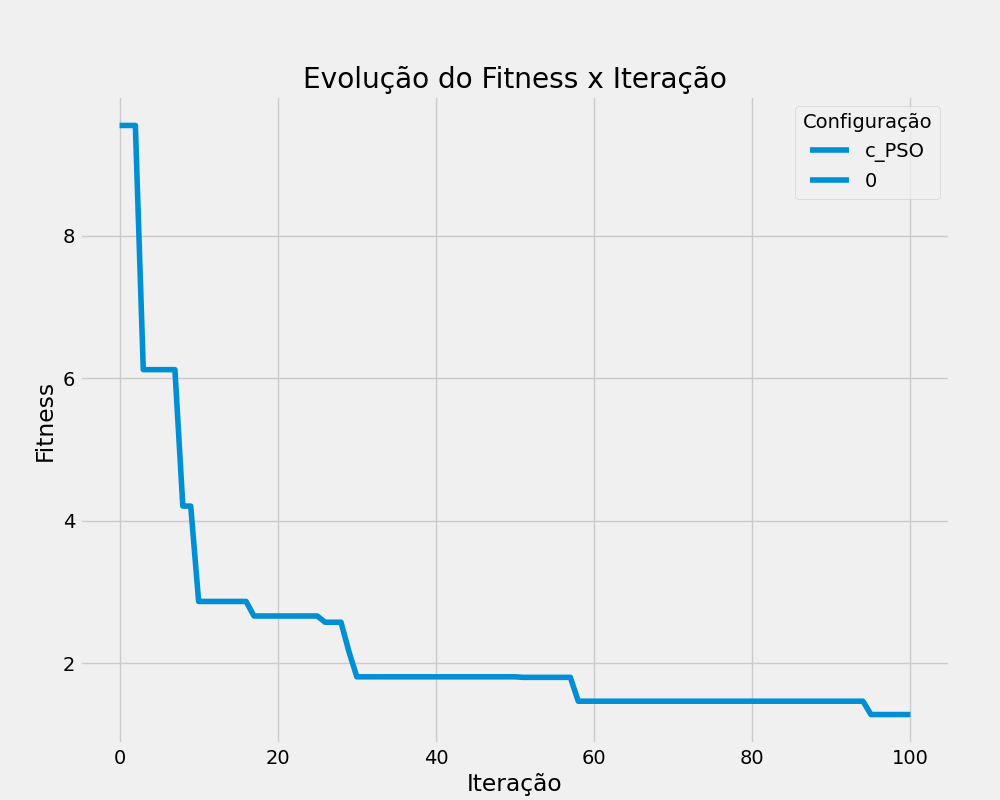 Evolução do Fitness x Iteração
Configuração
c_PSO
0
Fitness
8
6
4
2
0 20 40 60 80 100
Iteração